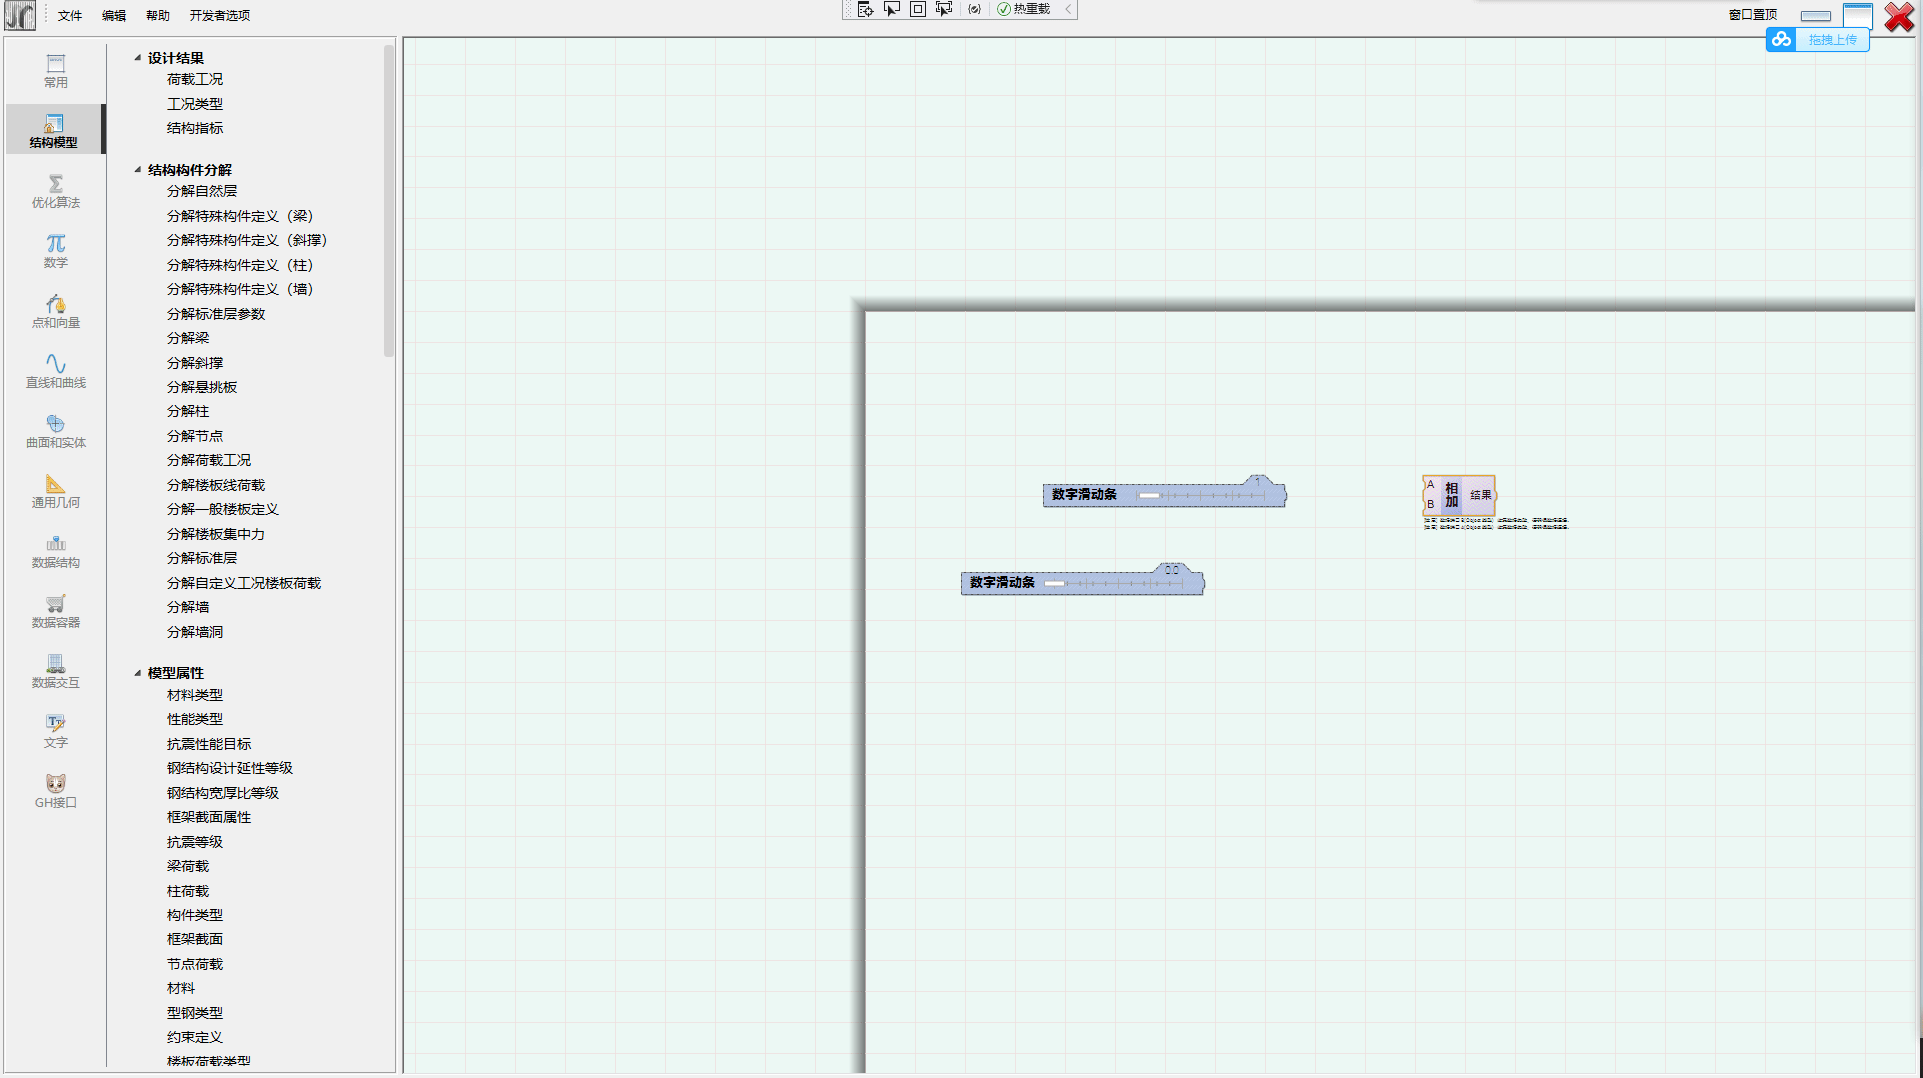 文件 编辑 帮助 开发者选项
热重载
窗口置顶
拖拽上传
常用
结构模型
优化算法
数学
点和向量
直线和曲线
曲面和实体
通用几何
数据结构
数据容器
数据交互
文字
GH接口
设计结果
荷载工况
工况类型
结构指标
结构构件分解
分解自然层
分解特殊构件定义（梁）
分解特殊构件定义（斜撑）
分解特殊构件定义（柱）
分解特殊构件定义（墙）
分解标准层参数
分解梁
分解斜撑
分解悬挑板
分解柱
分解节点
分解荷载工况
分解楼板线荷载
分解一般楼板定义
分解楼板集中力
分解标准层
分解自定义工况楼板荷载
分解墙
分解墙洞
模型属性
材料类型
性能类型
抗震性能目标
钢结构设计延性等级
钢结构宽厚比等级
框架截面属性
抗震等级
梁荷载
柱荷载
构件类型
框架截面
节点荷载
材料
型钢类型
约束定义
楼板荷载类型
数字滑动条 1
数字滑动条 0.0
A
B
相加
结果